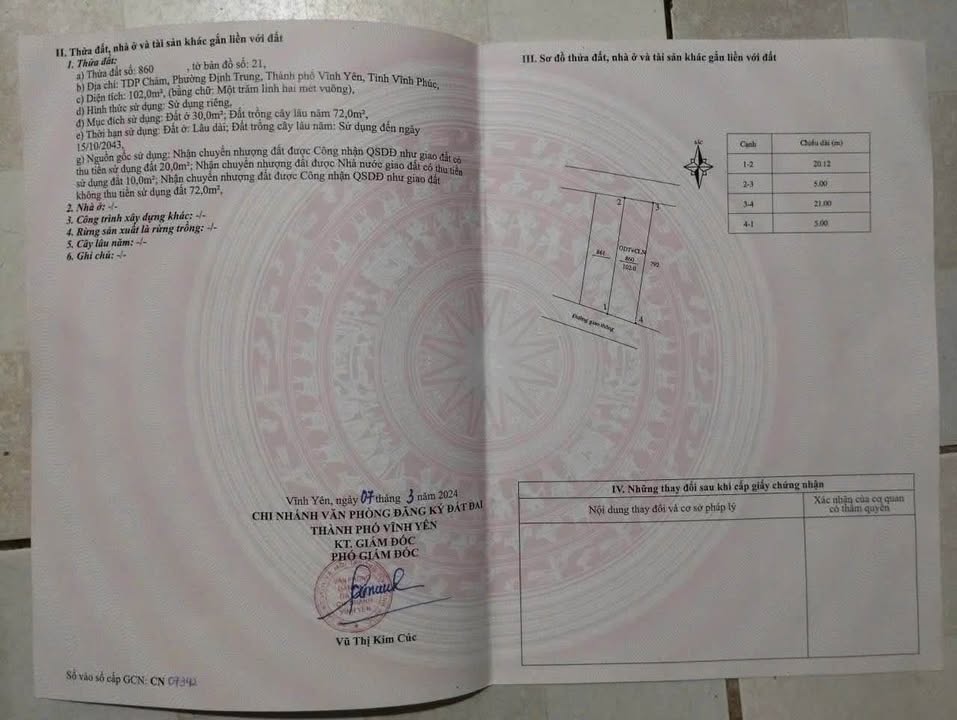 II. Thửa đất, nhà ở và tài sản khác gắn liền với đất
1. Thửa đất:
a) Thửa đất số: 860 , tờ bản đồ số: 21,
b) Địa chỉ: TDP Chám, Phường Định Trung, Thành phố Vĩnh Yên, Tỉnh Vĩnh Phúc,
c) Diện tích: 102,0m², (bằng chữ: Một trăm linh hai mét vuông),
d) Hình thức sử dụng: Sử dụng riêng,
đ) Mục đích sử dụng: Đất ở 30,0m²; Đất trồng cây lâu năm 72,0m²,
e) Thời hạn sử dụng: Đất ở: Lâu dài; Đất trồng cây lâu năm: Sử dụng đến ngày
15/10/2043,
g) Nguồn gốc sử dụng: Nhận chuyển nhượng đất được Công nhận QSDĐ như giao đất có
thu tiền sử dụng đất 20,0m²; Nhận chuyển nhượng đất được Nhà nước giao đất có thu tiền
sử dụng đất 10,0m²; Nhận chuyển nhượng đất được Công nhận QSDĐ như giao đất
không thu tiền sử dụng đất 72,0m²,
2. Nhà ở: -/-
3. Công trình xây dựng khác: -/-
4. Rừng sản xuất là rừng trồng: -/-
5. Cây lâu năm: -/-
6. Ghi chú: -/-
Vĩnh Yên, ngày 07 tháng 3 năm 2024
CHI NHÁNH VĂN PHÒNG ĐĂNG KÝ ĐẤT ĐAI
THÀNH PHỐ VĨNH YÊN
KT. GIÁM ĐỐC
PHÓ GIÁM ĐỐC
Vũ Thị Kim Cúc
Số vào sổ cấp GCN: CN 07342
III. Sơ đồ thửa đất, nhà ở và tài sản khác gắn liền với đất
BẮC
Cạnh Chiều dài (m)
1-2 20.12
2-3 5.00
3-4 21.00
4-1 5.00
2
3
861
ODT+CLN
860
102.0
792
1
4
Đường giao thông
IV. Những thay đổi sau khi cấp giấy chứng nhận
Nội dung thay đổi và cơ sở pháp lý
Xác nhận của cơ quan
có thẩm quyền